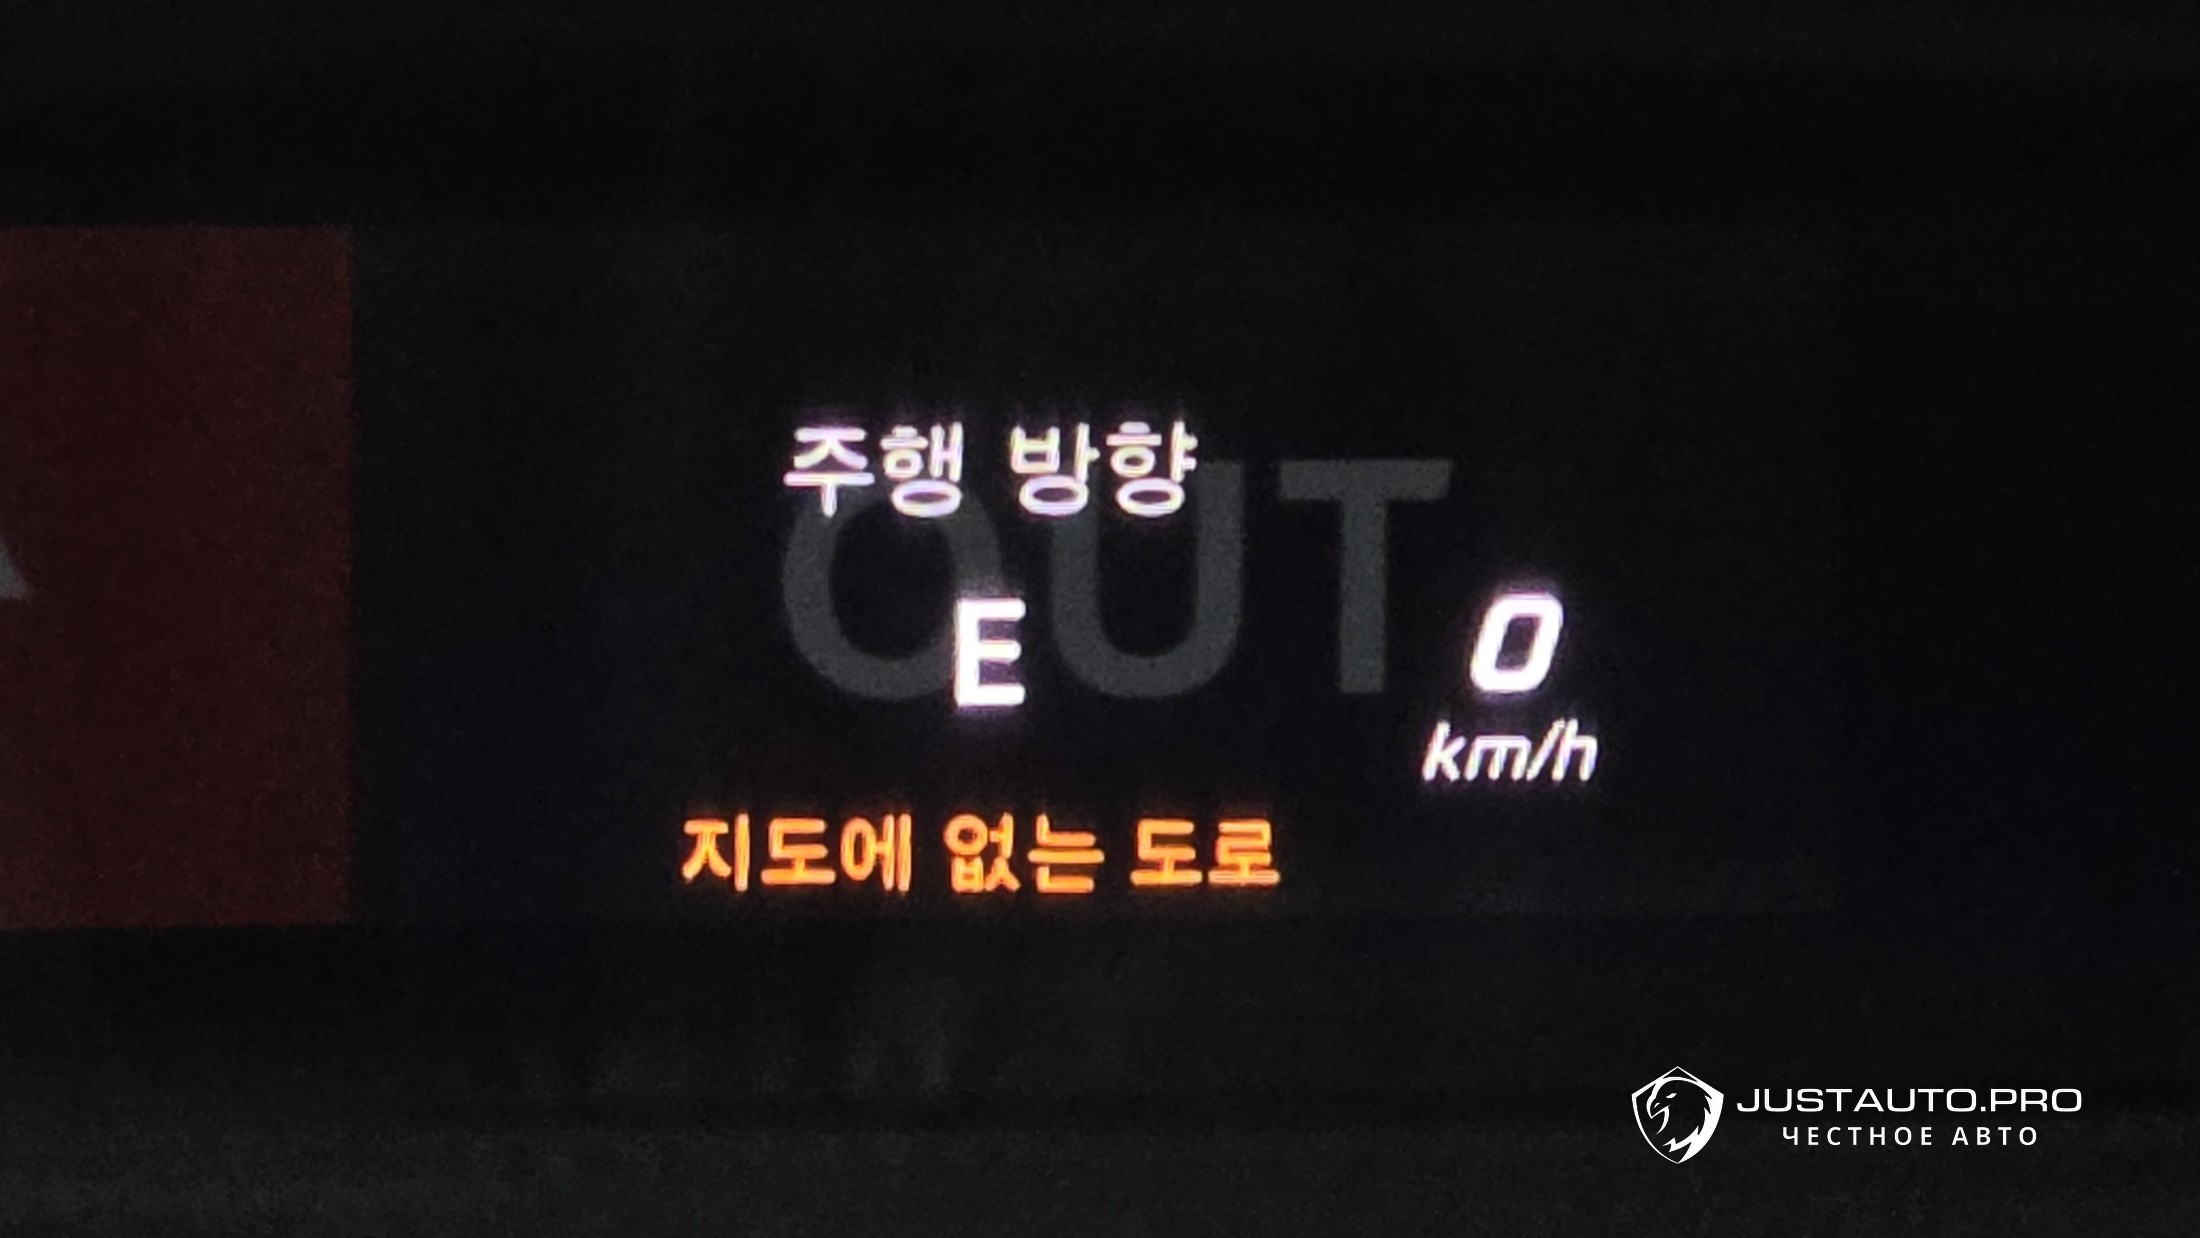 주행 방향
OUT
E
0
km/h
지도에 없는 도로
JUSTAUTO.PRO
ЧЕСТНОЕ АВТО